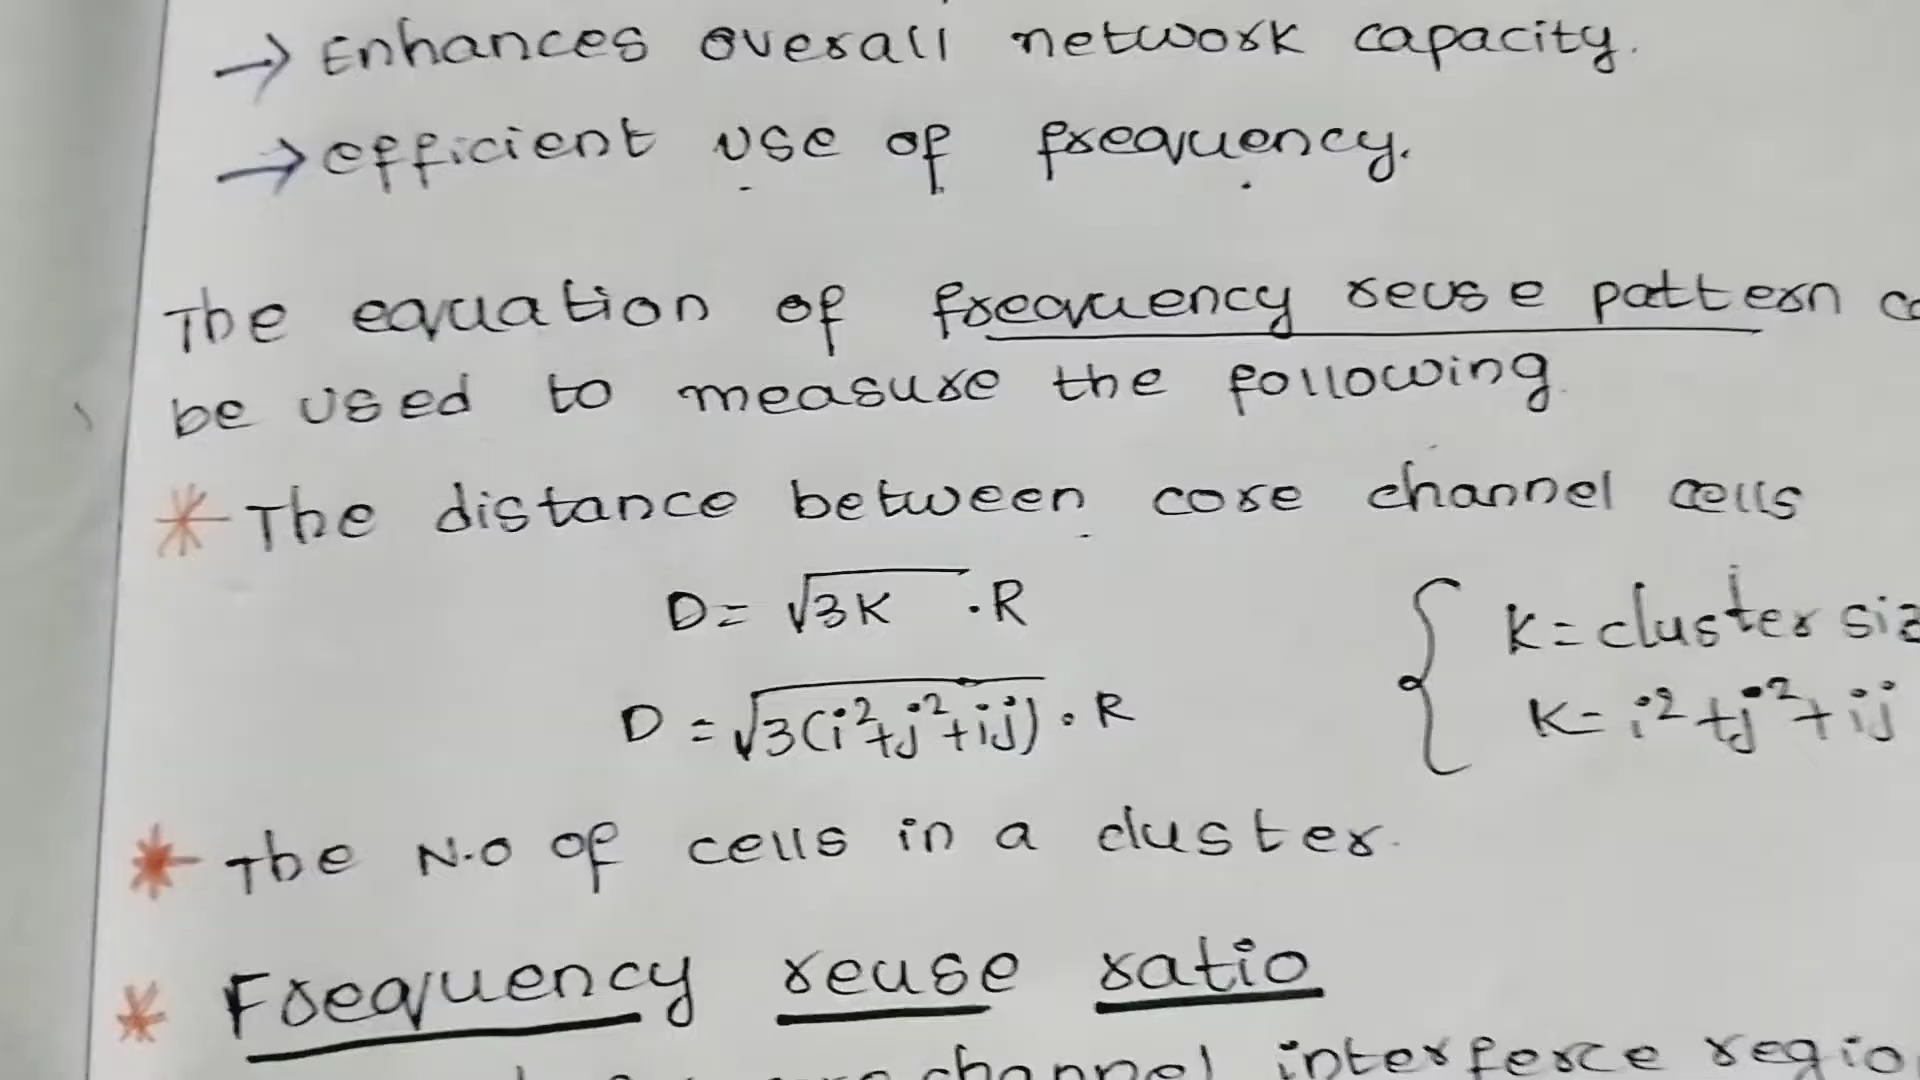 → Enhances overall network capacity.
→ efficient use of frequency.
The equation of frequency reuse pattern
be used to measure the following.
* The distance between core channel cells
D = √3K . R
{ K = cluster
D = √3(i²+j²+ij) . R
K = i²+j²+ij
* The N.O of cells in a cluster.
* Frequency reuse ratio
channel interferce